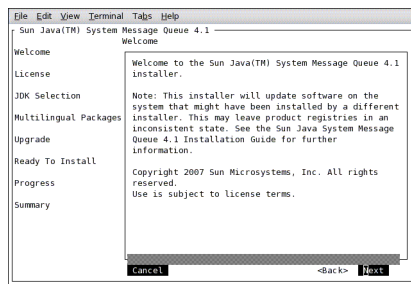 File Edit View Terminal Tabs Help
Sun Java(TM) System Message Queue 4.1
Welcome
Welcome
License
JDK Selection
Multilingual Packages
Upgrade
Ready To Install
Progress
Summary
Welcome to the Sun Java(TM) System Message Queue 4.1
installer.
Note: This installer will update software on the
system that might have been installed by a different
installer. This may leave product registries in an
inconsistent state. See the Sun Java System Message
Queue 4.1 Installation Guide for further
information.
Copyright 2007 Sun Microsystems, Inc. All rights
reserved.
Use is subject to license terms.
Cancel <Back> Next